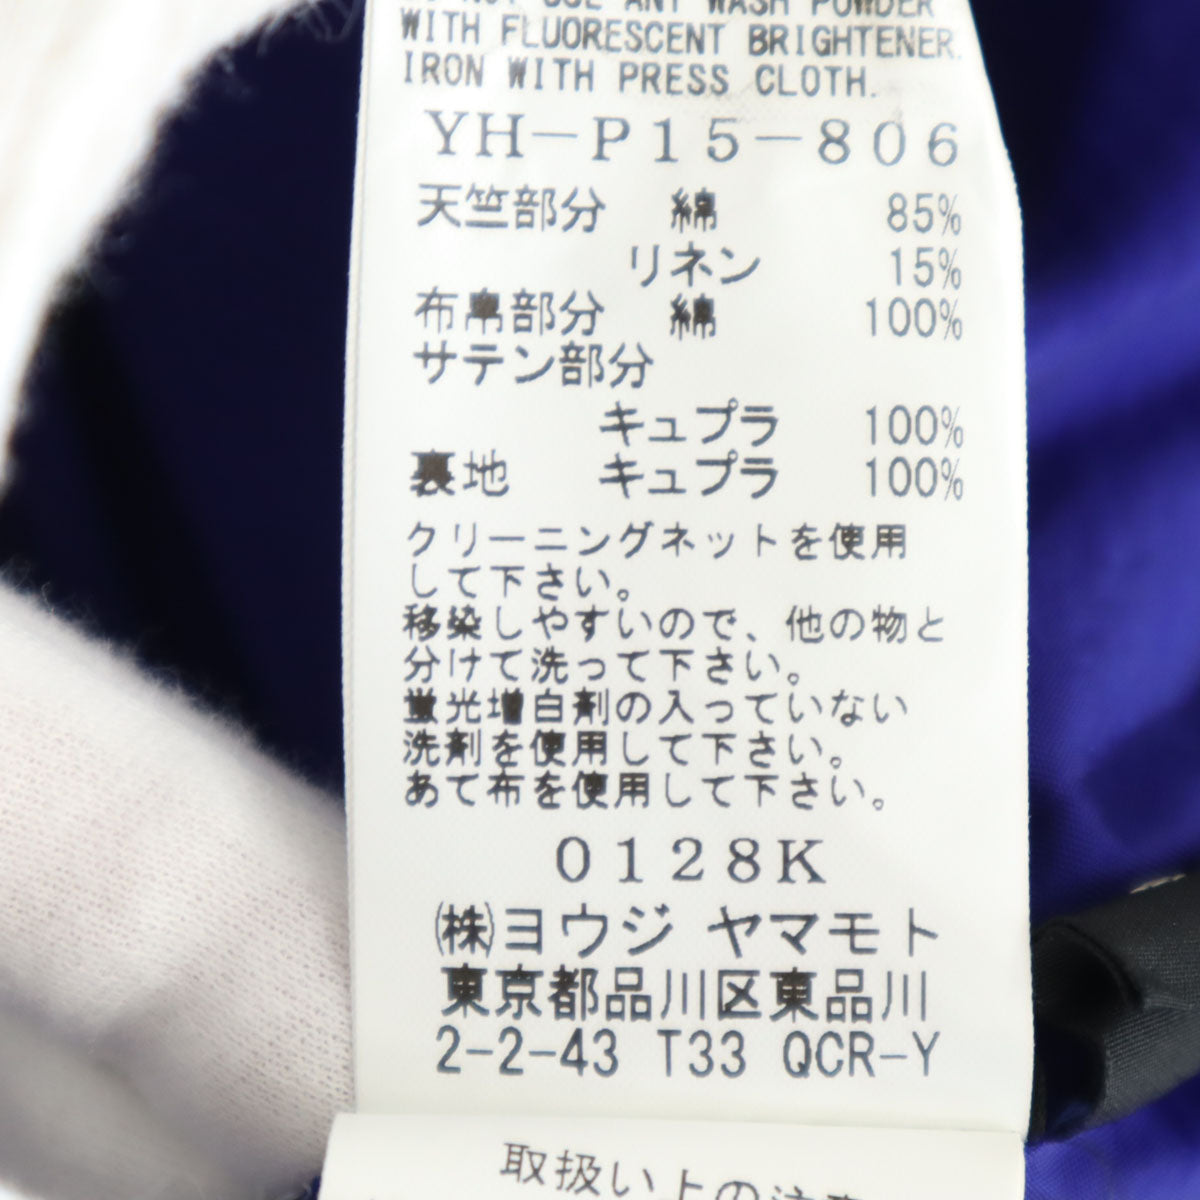 DO NOT USE ANY WASH POWDER
WITH FLUORESCENT BRIGHTENER.
IRON WITH PRESS CLOTH.
YH-P15-806
天竺部分 綿 85%
リネン 15%
布帛部分 綿 100%
サテン部分
キュプラ 100%
裏地 キュプラ 100%
クリーニングネットを使用
して下さい。
移染しやすいので、他の物と
分けて洗って下さい。
蛍光増白剤の入っていない
洗剤を使用して下さい。
あて布を使用して下さい。
0128K
㈱ヨウジ ヤマモト
東京都品川区東品川
2-2-43 T33 QCR-Y
取扱い上の注意